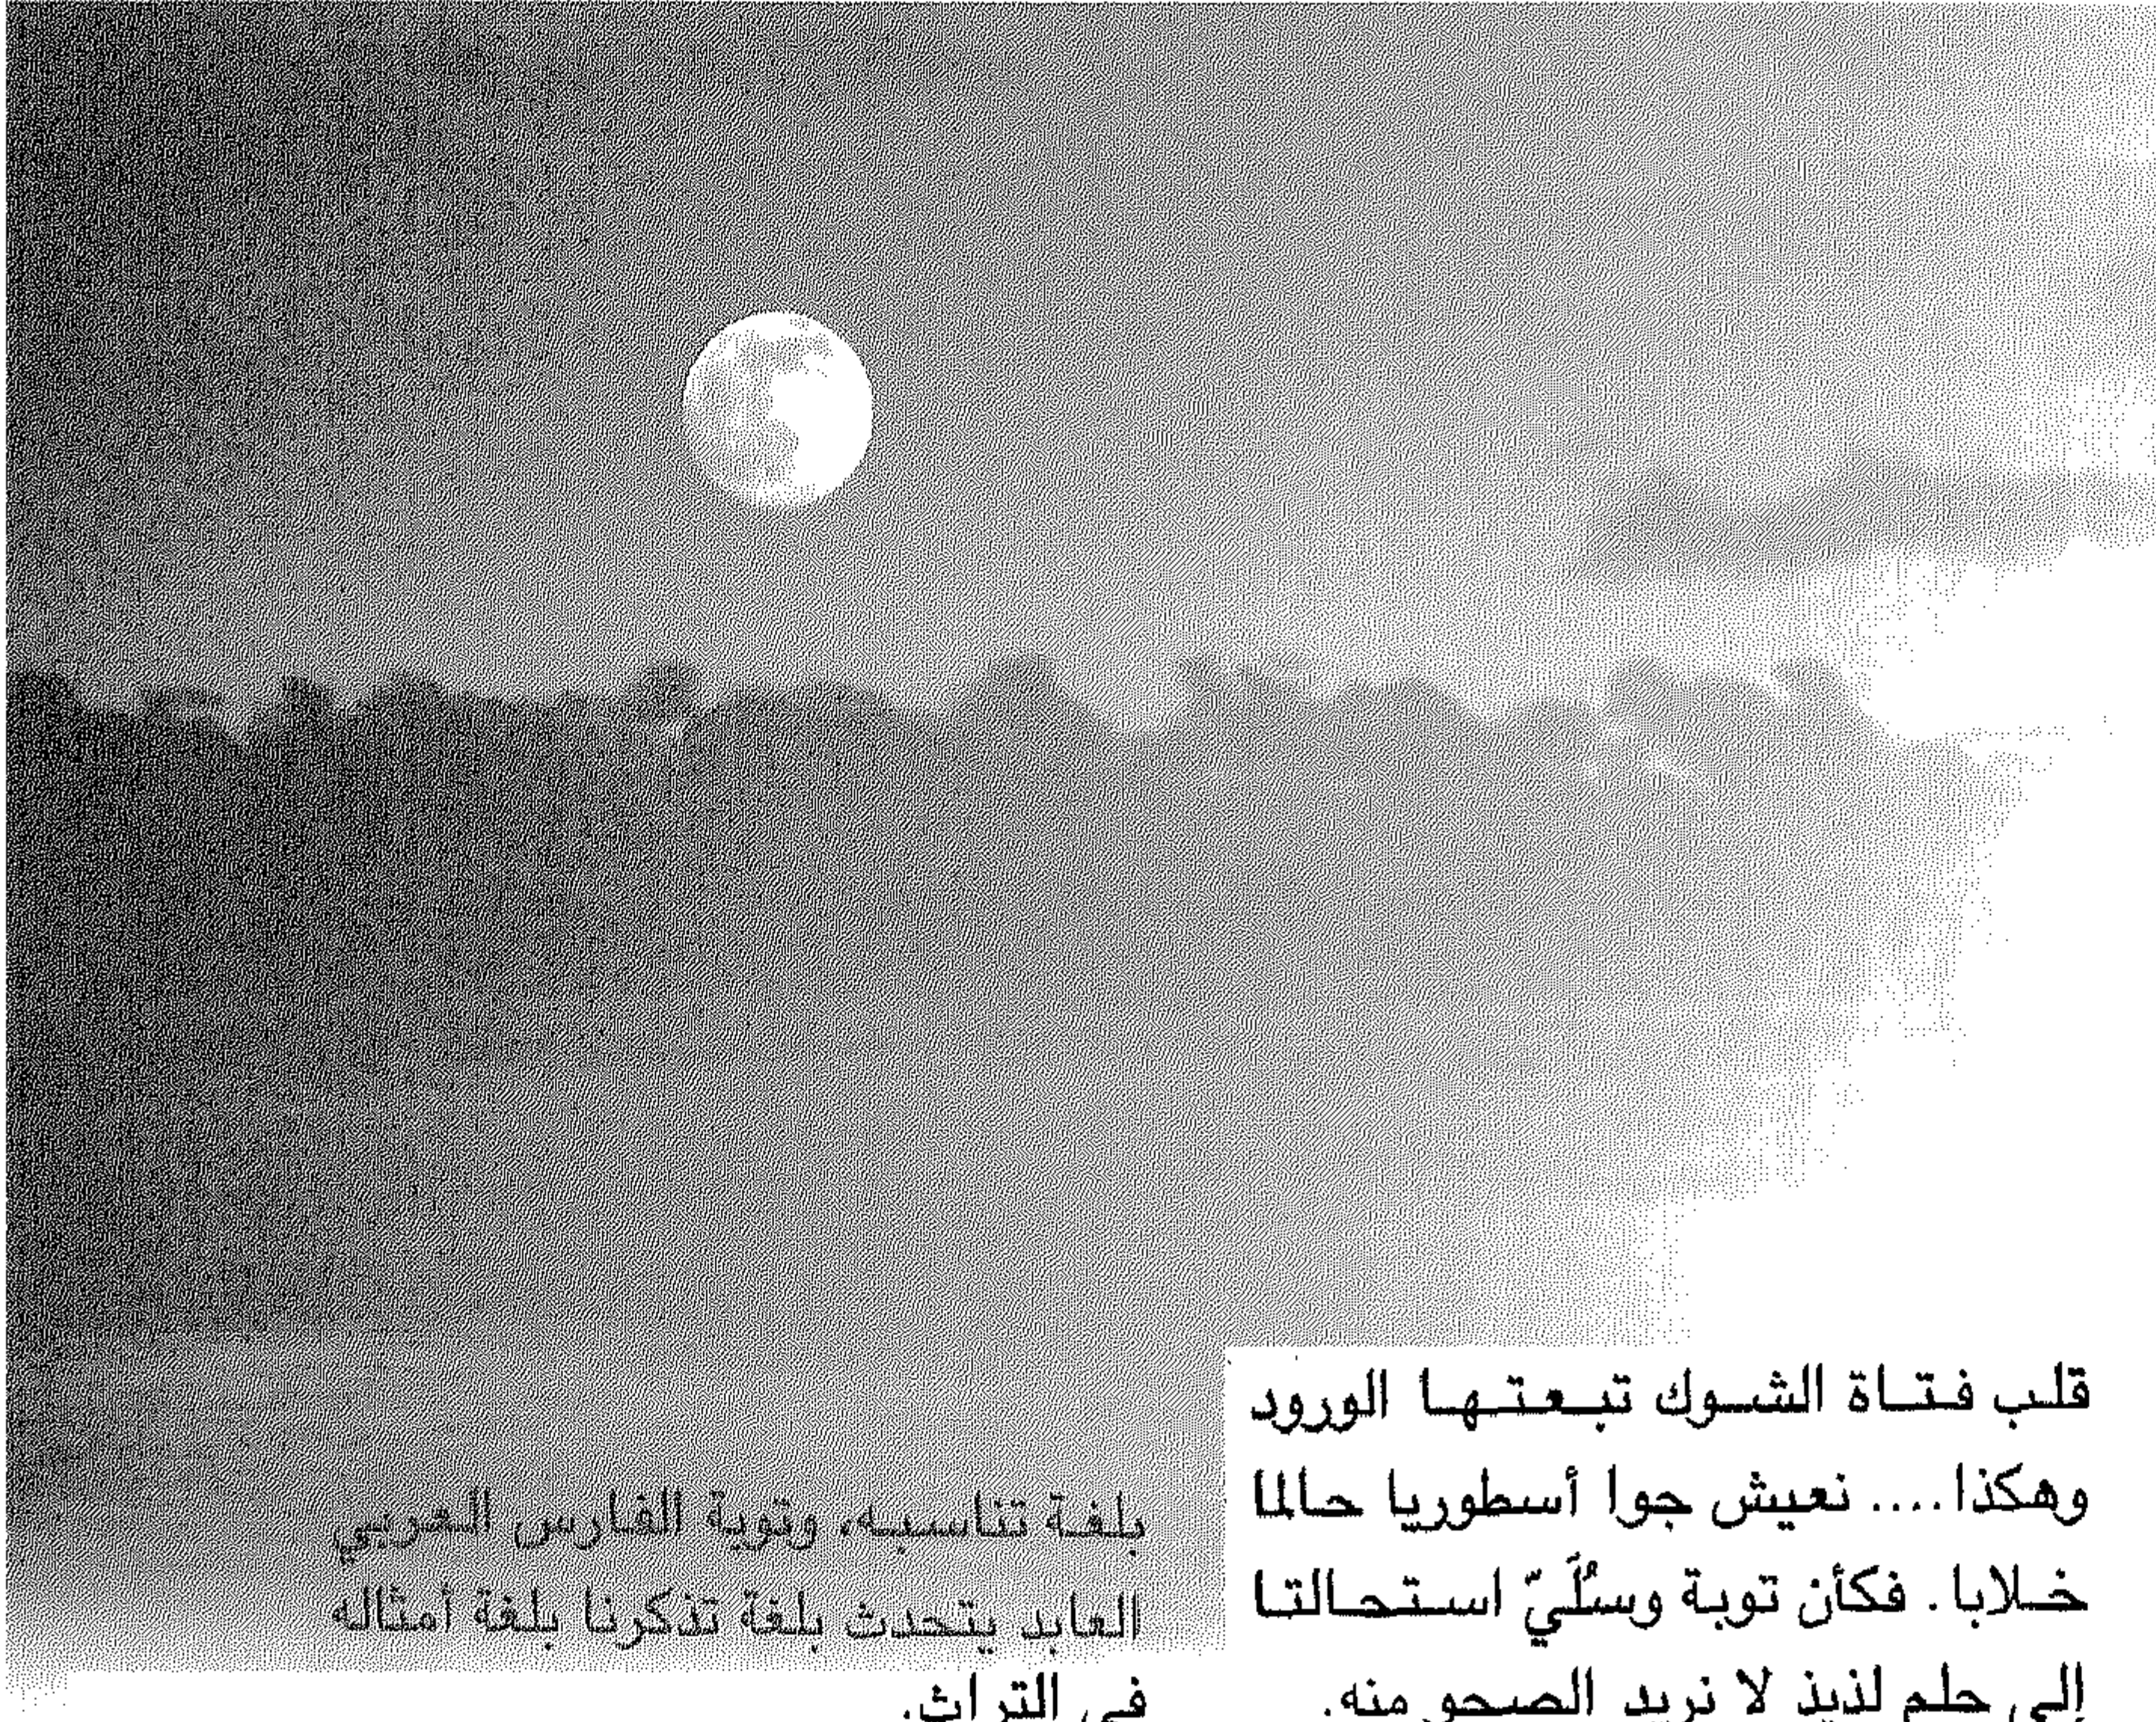 قلب فتاة الشوك تبعتها الورود
وهكذا.... نعيش جوا أسطوريا حالما
خلابا. فكأن توبة وسُلَّيّ استحالتا
إلى حلم لذيذ لا نريد الصحو منه.
بلغة تناسبه، وتوبة الفارس العربي
العابد يتحدث بلغة تذكرنا بلغة أمثاله
في التراث.